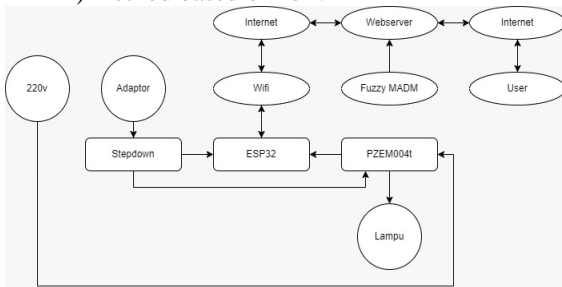 Internet
Webserver
Internet
220v
Adaptor
Wifi
Fuzzy MADM
User
Stepdown
ESP32
PZEM004t
Lampu